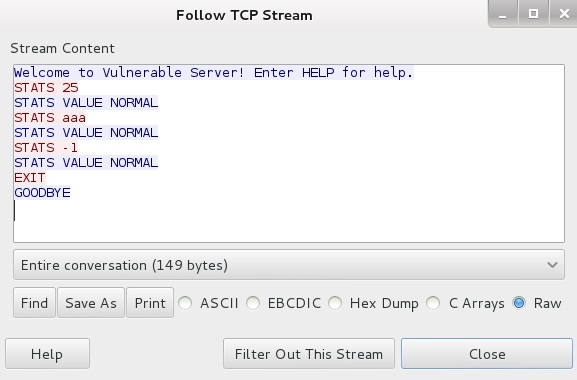 Follow TCP Stream
Stream Content
Welcome to Vulnerable Server! Enter HELP for help.
STATS 25
STATS VALUE NORMAL
STATS aaa
STATS VALUE NORMAL
STATS -1
STATS VALUE NORMAL
EXIT
GOODBYE
Entire conversation (149 bytes)
Find Save As Print ASCII EBCDIC Hex Dump C Arrays Raw
Help Filter Out This Stream Close